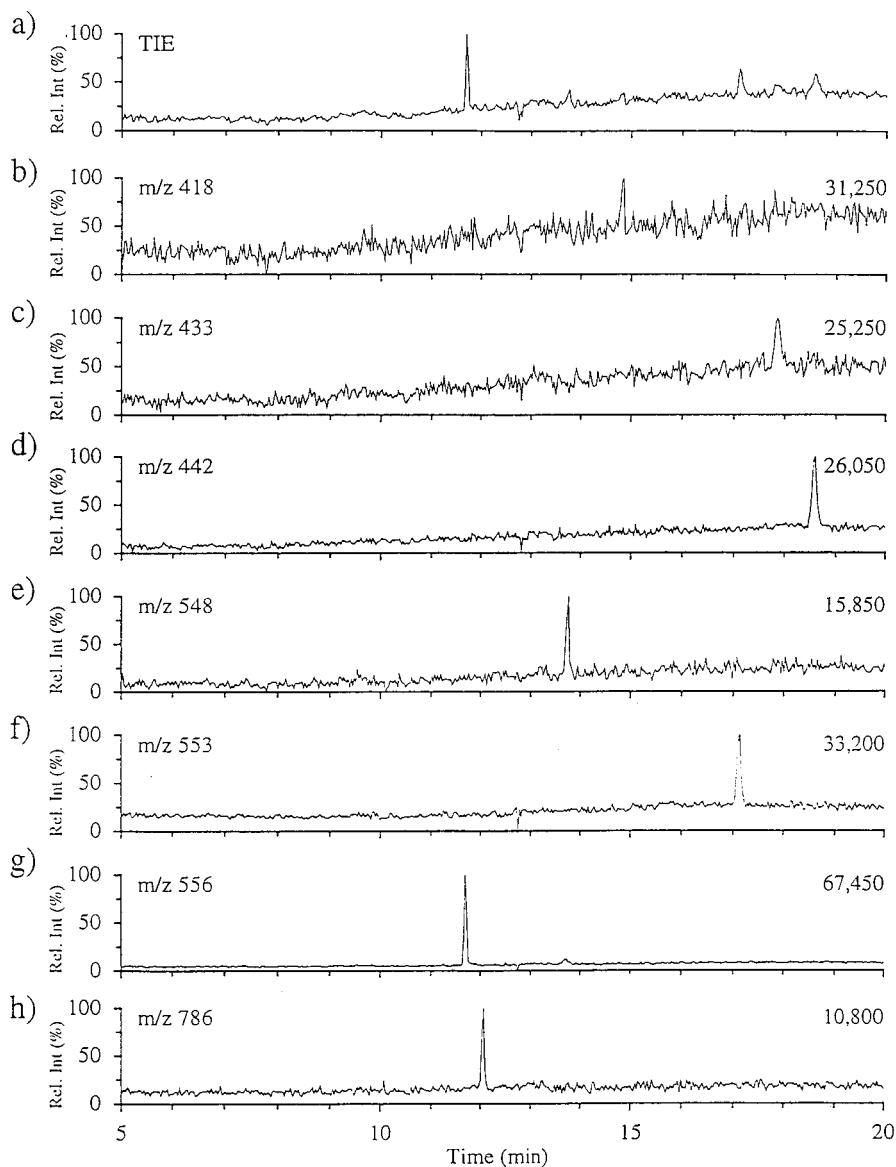 a)
TIE
Rel. Int (%)
100
50
0
b)
m/z 418
31,250
Rel. Int (%)
100
50
0
c)
m/z 433
25,250
Rel. Int (%)
100
50
0
d)
m/z 442
26,050
Rel. Int (%)
100
50
0
e)
m/z 548
15,850
Rel. Int (%)
100
50
0
f)
m/z 553
33,200
Rel. Int (%)
100
50
0
g)
m/z 556
67,450
Rel. Int (%)
100
50
0
h)
m/z 786
10,800
Rel. Int (%)
100
50
0
5 10 15 20
Time (min)